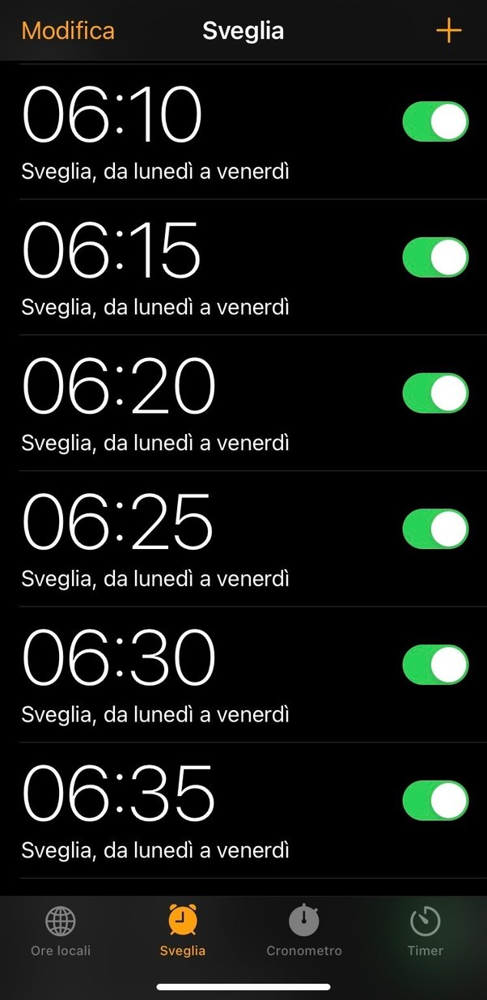 Modifica Sveglia +
06:10
Sveglia, da lunedì a venerdì
06:15
Sveglia, da lunedì a venerdì
06:20
Sveglia, da lunedì a venerdì
06:25
Sveglia, da lunedì a venerdì
06:30
Sveglia, da lunedì a venerdì
06:35
Sveglia, da lunedì a venerdì
Ore locali Sveglia Cronometro Timer